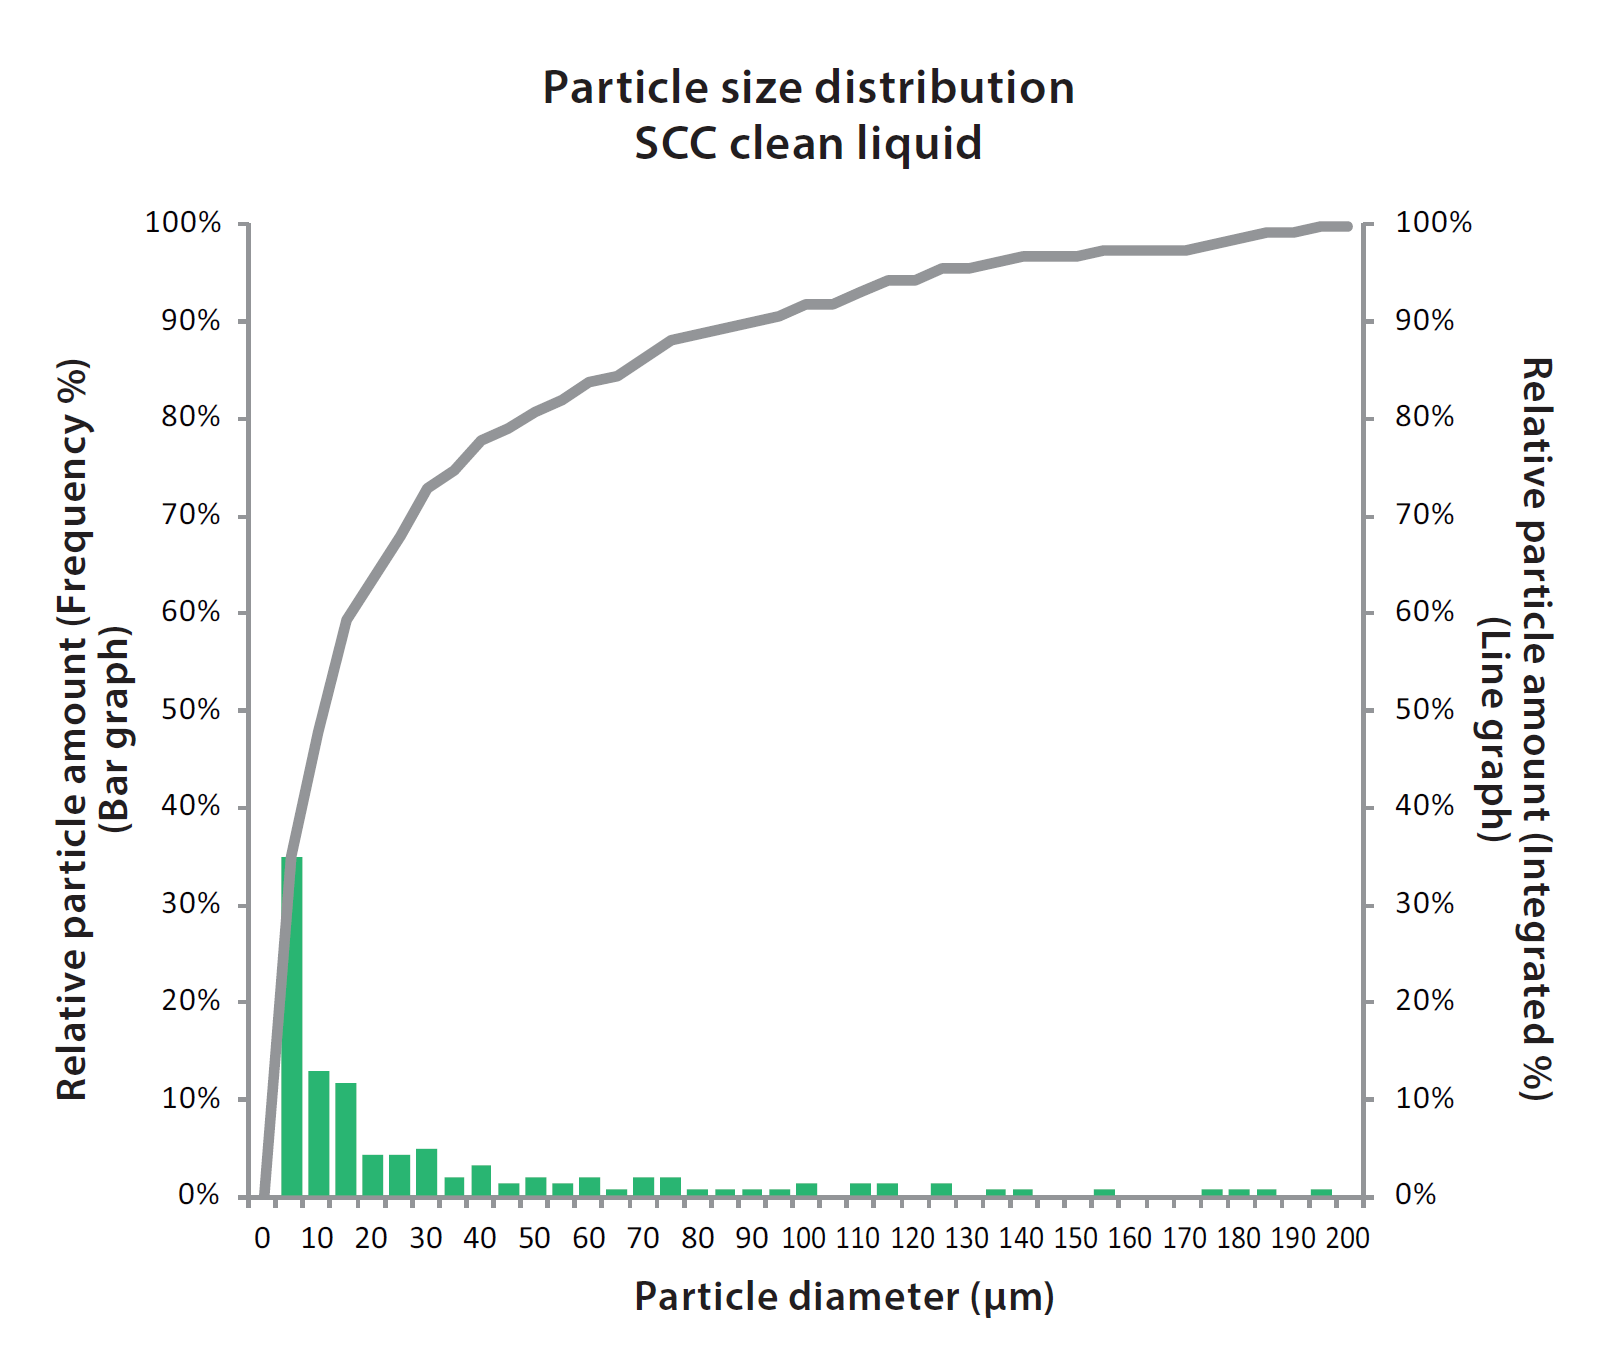 Particle size distribution
SCC clean liquid
Relative particle amount (Frequency %)
(Bar graph)
100%
90%
80%
70%
60%
50%
40%
30%
20%
10%
0%
100%
90%
80%
70%
60%
50%
40%
30%
20%
10%
0%
Relative particle amount (Integrated %)
(Line graph)
0 10 20 30 40 50 60 70 80 90 100 110 120 130 140 150 160 170 180 190 200
Particle diameter (μm)